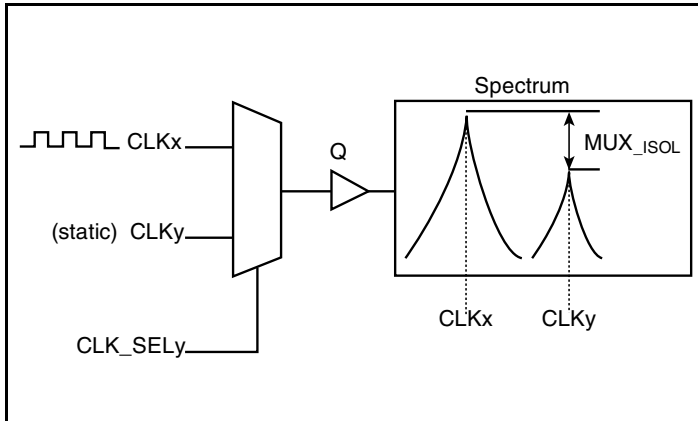 Spectrum
CLKx
Q
MUX_ISOL
(static) CLKy
CLKx CLKy
CLK_SELy